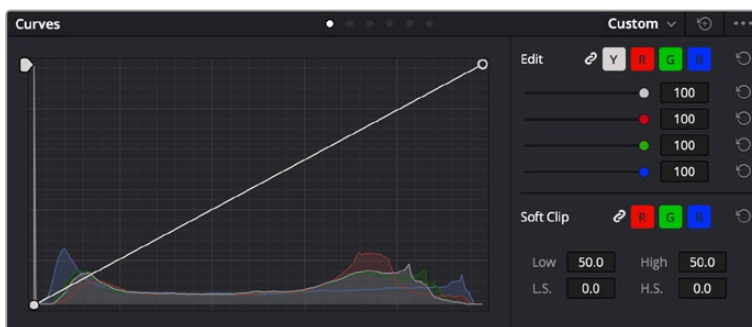 Curves
Custom
Edit Y R G B
100
100
100
100
Soft Clip R G B
Low 50.0 High 50.0
L.S. 0.0 H.S. 0.0